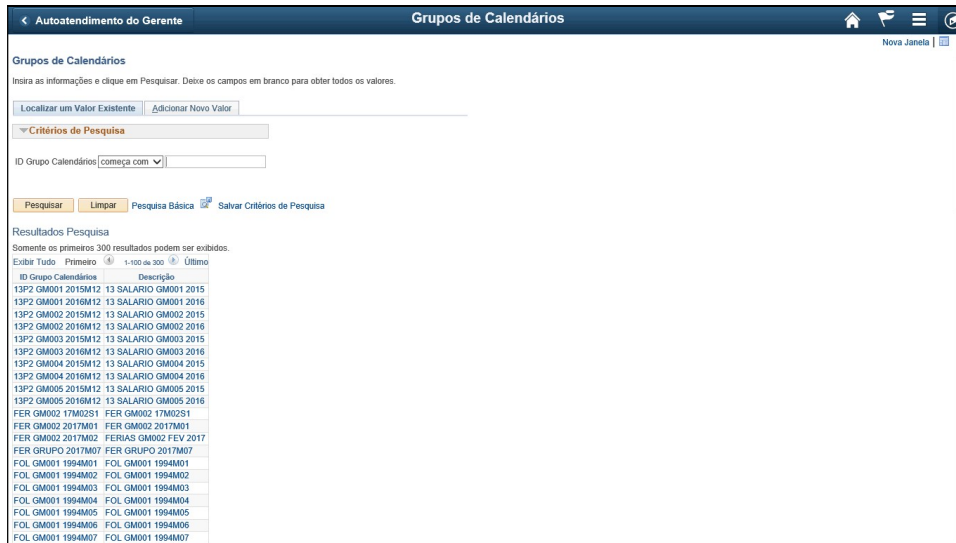 Autoatendimento do Gerente
Grupos de Calendários
Nova Janela |
Grupos de Calendários
Insira as informações e clique em Pesquisar. Deixe os campos em branco para obter todos os valores.
Localizar um Valor Existente Adicionar Novo Valor
Critérios de Pesquisa
ID Grupo Calendários começa com
Pesquisar Limpar Pesquisa Básica Salvar Critérios de Pesquisa
Resultados Pesquisa
Somente os primeiros 300 resultados podem ser exibidos.
Exibir Tudo Primeiro 1-100 de 300 Último
ID Grupo Calendários Descrição
13P2 GM001 2015M12 13 SALARIO GM001 2015
13P2 GM001 2016M12 13 SALARIO GM001 2016
13P2 GM002 2015M12 13 SALARIO GM002 2015
13P2 GM002 2016M12 13 SALARIO GM002 2016
13P2 GM003 2015M12 13 SALARIO GM003 2015
13P2 GM003 2016M12 13 SALARIO GM003 2016
13P2 GM004 2015M12 13 SALARIO GM004 2015
13P2 GM004 2016M12 13 SALARIO GM004 2016
13P2 GM005 2015M12 13 SALARIO GM005 2015
13P2 GM005 2016M12 13 SALARIO GM005 2016
FER GM002 17M02S1 FER GM002 17M02S1
FER GM002 2017M01 FER GM002 2017M01
FER GM002 2017M02 FERIAS GM002 FEV 2017
FER GRUPO 2017M07 FER GRUPO 2017M07
FOL GM001 1994M01 FOL GM001 1994M01
FOL GM001 1994M02 FOL GM001 1994M02
FOL GM001 1994M03 FOL GM001 1994M03
FOL GM001 1994M04 FOL GM001 1994M04
FOL GM001 1994M05 FOL GM001 1994M05
FOL GM001 1994M06 FOL GM001 1994M06
FOL GM001 1994M07 FOL GM001 1994M07